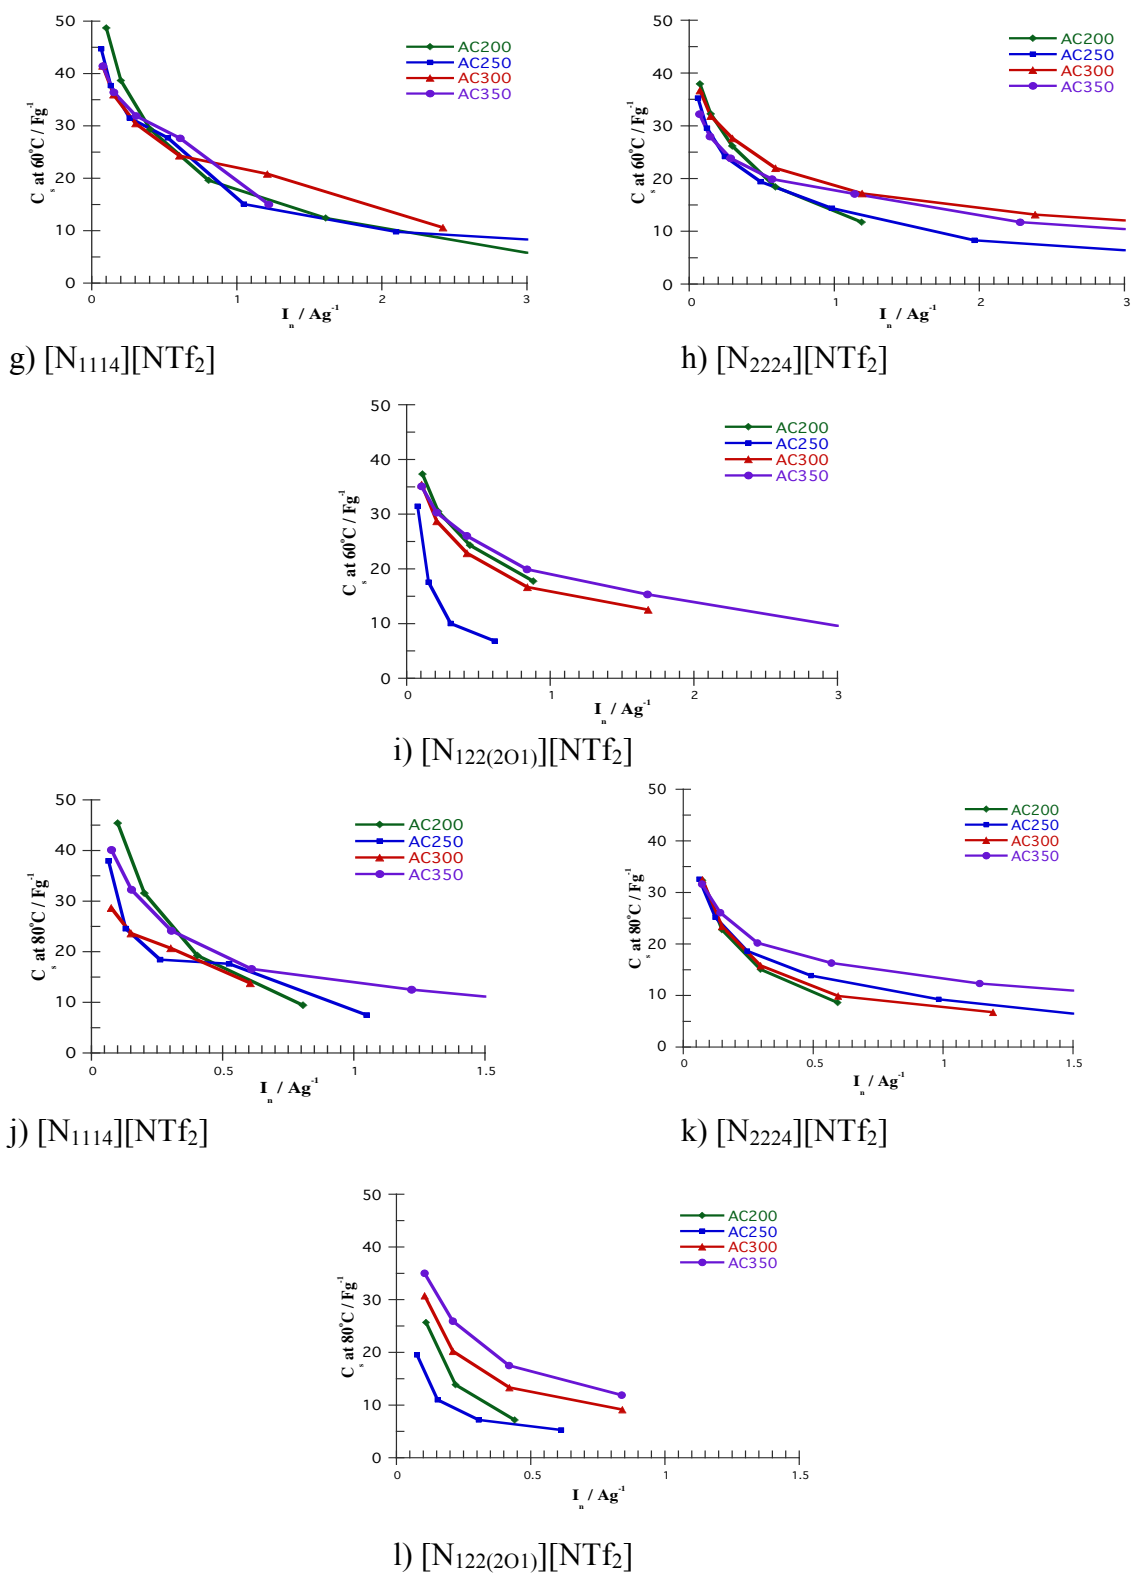 50
40
30
20
10
0
C s at 60°C / Fg-1
AC200
AC250
AC300
AC350
0 1 2 3
I n / Ag-1
g) [N1114][NTf2]
50
40
30
20
10
0
C s at 60°C / Fg-1
AC200
AC250
AC300
AC350
0 1 2 3
I n / Ag-1
h) [N2224][NTf2]
50
40
30
20
10
0
C s at 60°C / Fg-1
AC200
AC250
AC300
AC350
0 1 2 3
I n / Ag-1
i) [N122(2O1)][NTf2]
50
40
30
20
10
0
C s at 80°C / Fg-1
AC200
AC250
AC300
AC350
0 0.5 1 1.5
I n / Ag-1
j) [N1114][NTf2]
50
40
30
20
10
0
C s at 80°C / Fg-1
AC200
AC250
AC300
AC350
0 0.5 1 1.5
I n / Ag-1
k) [N2224][NTf2]
50
40
30
20
10
0
C s at 80°C / Fg-1
AC200
AC250
AC300
AC350
0 0.5 1 1.5
I n / Ag-1
l) [N122(2O1)][NTf2]